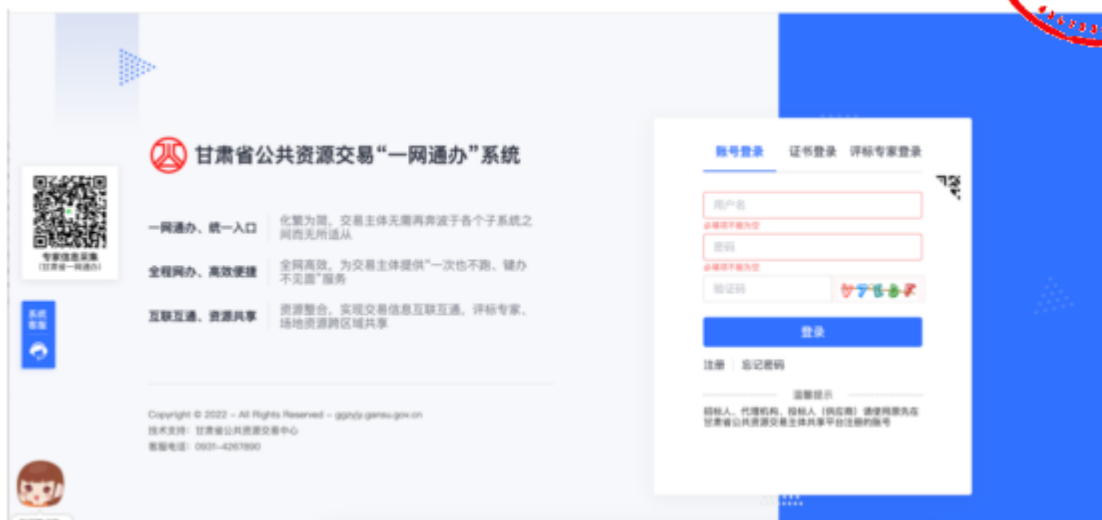 甘肃省公共资源交易“一网通办”系统
专家信息采集
(甘肃省一网通办)
系统
客服
一网通办、统一入口
化繁为简，交易主体无需再奔波于各个子系统之
间而无所适从
全程网办、高效便捷
全网高效，为交易主体提供“一次也不跑、键办
不见面”服务
互联互通、资源共享
资源整合，实现交易信息互联互通，评标专家、
场地资源跨区域共享
Copyright © 2022 - All Rights Reserved - ggzyjy.gansu.gov.cn
技术支持：甘肃省公共资源交易中心
客服电话：0931-4267890
账号登录 证书登录 评标专家登录
用户名
必填项不能为空
密码
必填项不能为空
验证码
登录
注册 忘记密码
温馨提示
招标人、代理机构、投标人（供应商）请使用原先在
甘肃省公共资源交易主体共享平台注册的账号